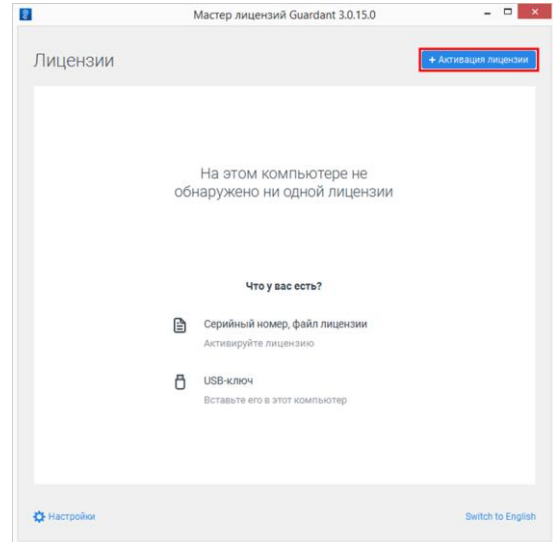 Мастер лицензий Guardant 3.0.15.0
Лицензии
+ Активация лицензии
На этом компьютере не
обнаружено ни одной лицензии
Что у вас есть?
Серийный номер, файл лицензии
Активируйте лицензию
USB-ключ
Вставьте его в этот компьютер
Настройки
Switch to English